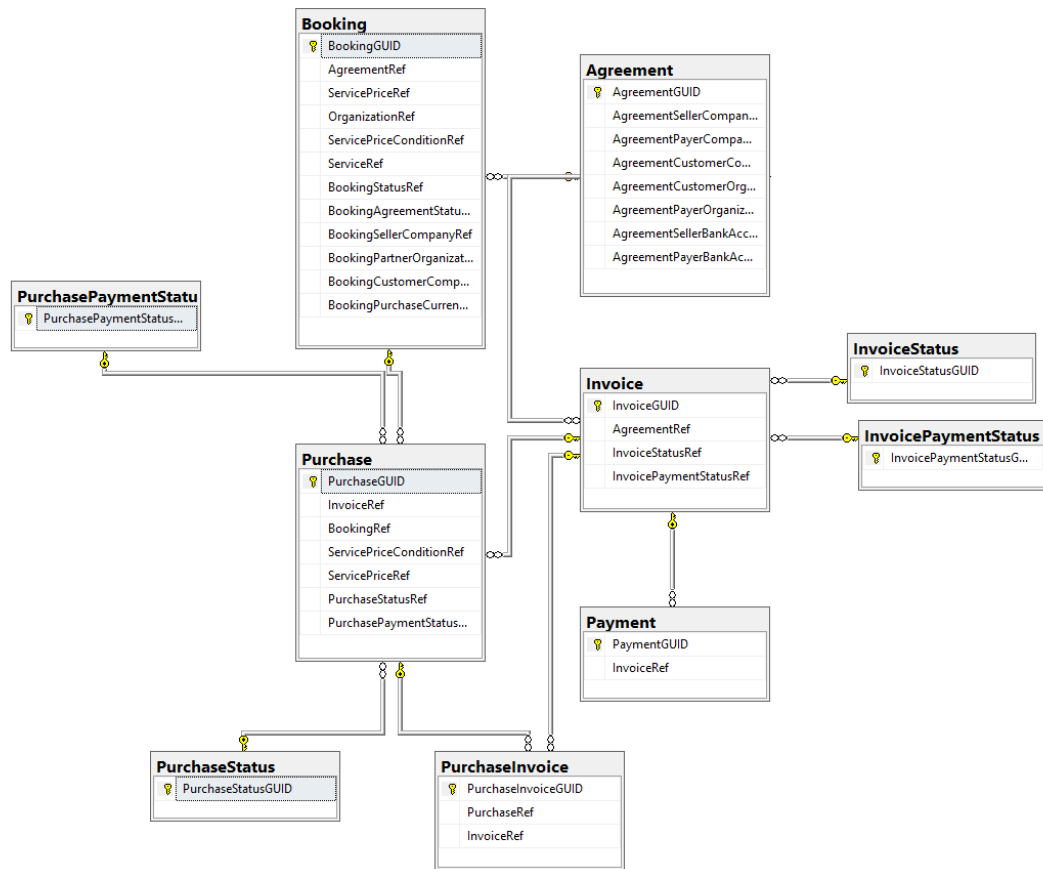 Booking
BookingGUID
AgreementRef
ServicePriceRef
OrganizationRef
ServicePriceConditionRef
ServiceRef
BookingStatusRef
BookingAgreementStatu...
BookingSellerCompanyRef
BookingPartnerOrganizat...
BookingCustomerComp...
BookingPurchaseCurren...
Agreement
AgreementGUID
AgreementSellerCompan...
AgreementPayerCompa...
AgreementCustomerCo...
AgreementCustomerOrg...
AgreementPayerOrganiz...
AgreementSellerBankAcc...
AgreementPayerBankAc...
PurchasePaymentStatu
PurchasePaymentStatus...
InvoiceStatus
InvoiceStatusGUID
Invoice
InvoiceGUID
AgreementRef
InvoiceStatusRef
InvoicePaymentStatusRef
InvoicePaymentStatus
InvoicePaymentStatusG...
Purchase
PurchaseGUID
InvoiceRef
BookingRef
ServicePriceConditionRef
ServicePriceRef
PurchaseStatusRef
PurchasePaymentStatus...
Payment
PaymentGUID
InvoiceRef
PurchaseStatus
PurchaseStatusGUID
PurchaseInvoice
PurchaseInvoiceGUID
PurchaseRef
InvoiceRef